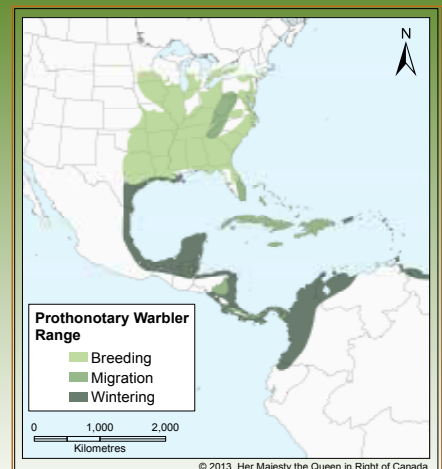 N
Prothonotary Warbler
Range
Breeding
Migration
Wintering
0 1,000 2,000
Kilometres
© 2013, Her Majesty the Queen in Right of Canada